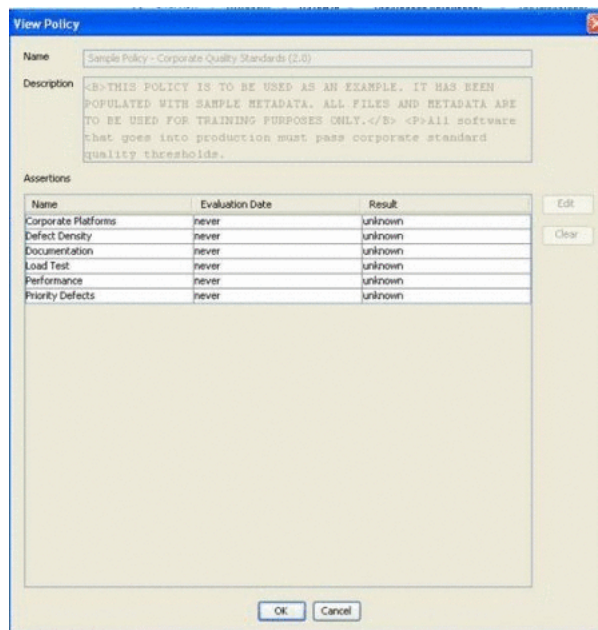 View Policy
Name
Sample Policy - Corporate Quality Standards (2.0)
Description
<B>THIS POLICY IS TO BE USED AS AN EXAMPLE. IT HAS BEEN
POPULATED WITH SAMPLE METADATA. ALL FILES AND METADATA ARE
TO BE USED FOR TRAINING PURPOSES ONLY.</B> <P>All software
that goes into production must pass corporate standard
quality thresholds.
Assertions
Name Evaluation Date Result
Corporate Platforms never unknown
Defect Density never unknown
Documentation never unknown
Load Test never unknown
Performance never unknown
Priority Defects never unknown
Edit
Clear
OK Cancel